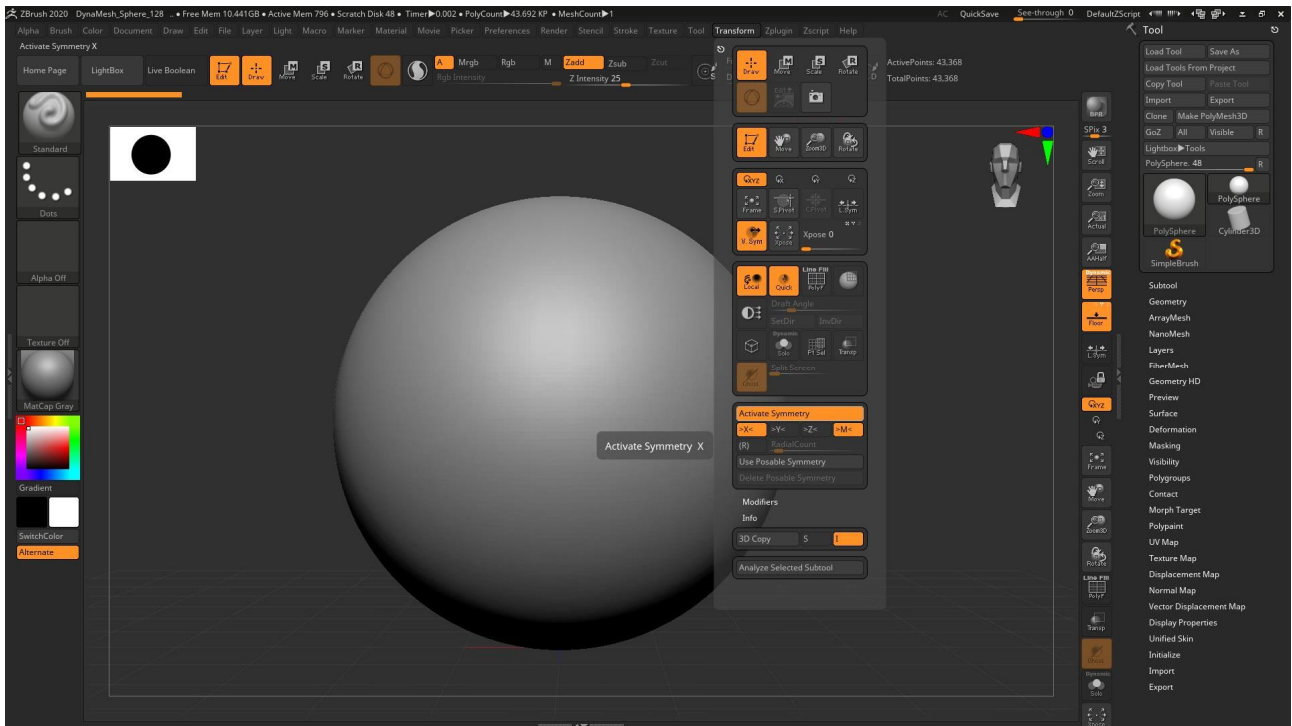 ZBrush 2020 DynaMesh_Sphere_128 .. • Free Mem 10.441GB • Active Mem 796 • Scratch Disk 48 • Timer▶0.002 • PolyCount▶43.692 KP • MeshCount▶1 AC QuickSave See-through 0 DefaultZScript
Alpha Brush Color Document Draw Edit File Layer Light Macro Marker Material Movie Picker Preferences Render Stencil Stroke Texture Tool Transform Zplugin Zscript Help
Tool
Activate Symmetry X
Home Page LightBox Live Boolean Edit Draw Move Scale Rotate
A Mrgb Rgb M Zadd Zsub Zcut
Rgb Intensity Z Intensity 25
ActivePoints: 43,368
TotalPoints: 43,368
Standard
Dots
Alpha Off
Texture Off
MatCap Gray
Gradient
SwitchColor
Alternate
Activate Symmetry X
Draw Move Scale Rotate
Edit Move Zoom3D Rotate
QXYZ
Frame S.Pivot C.Pivot L.Sym
V. Sym Xpose Xpose 0
Local Quick Line Fill PolyF
Draft Angle
SetDir InvDir
Dynamic
Solo Pt Sel Transp
Ghost Split Screen
Activate Symmetry
>X< >Y< >Z< >M<
(R) RadialCount
Use Posable Symmetry
Delete Posable Symmetry
Modifiers
Info
3D Copy S I
Analyze Selected Subtool
BPR
SPix 3
Scroll
Zoom
Actual
AAHalf
Dynamic
Persp
Floor
L.Sym
QXYZ
Frame
Move
Zoom3D
Rotate
Line Fill
PolyF
Transp
Ghost
Dynamic
Solo
Xpose
Load Tool Save As
Load Tools From Project
Copy Tool Paste Tool
Import Export
Clone Make PolyMesh3D
GoZ All Visible R
Lightbox▶Tools
PolySphere. 48 R
PolySphere
PolySphere Cylinder3D
SimpleBrush
Subtool
Geometry
ArrayMesh
NanoMesh
Layers
FiberMesh
Geometry HD
Preview
Surface
Deformation
Masking
Visibility
Polygroups
Contact
Morph Target
Polypaint
UV Map
Texture Map
Displacement Map
Normal Map
Vector Displacement Map
Display Properties
Unified Skin
Initialize
Import
Export